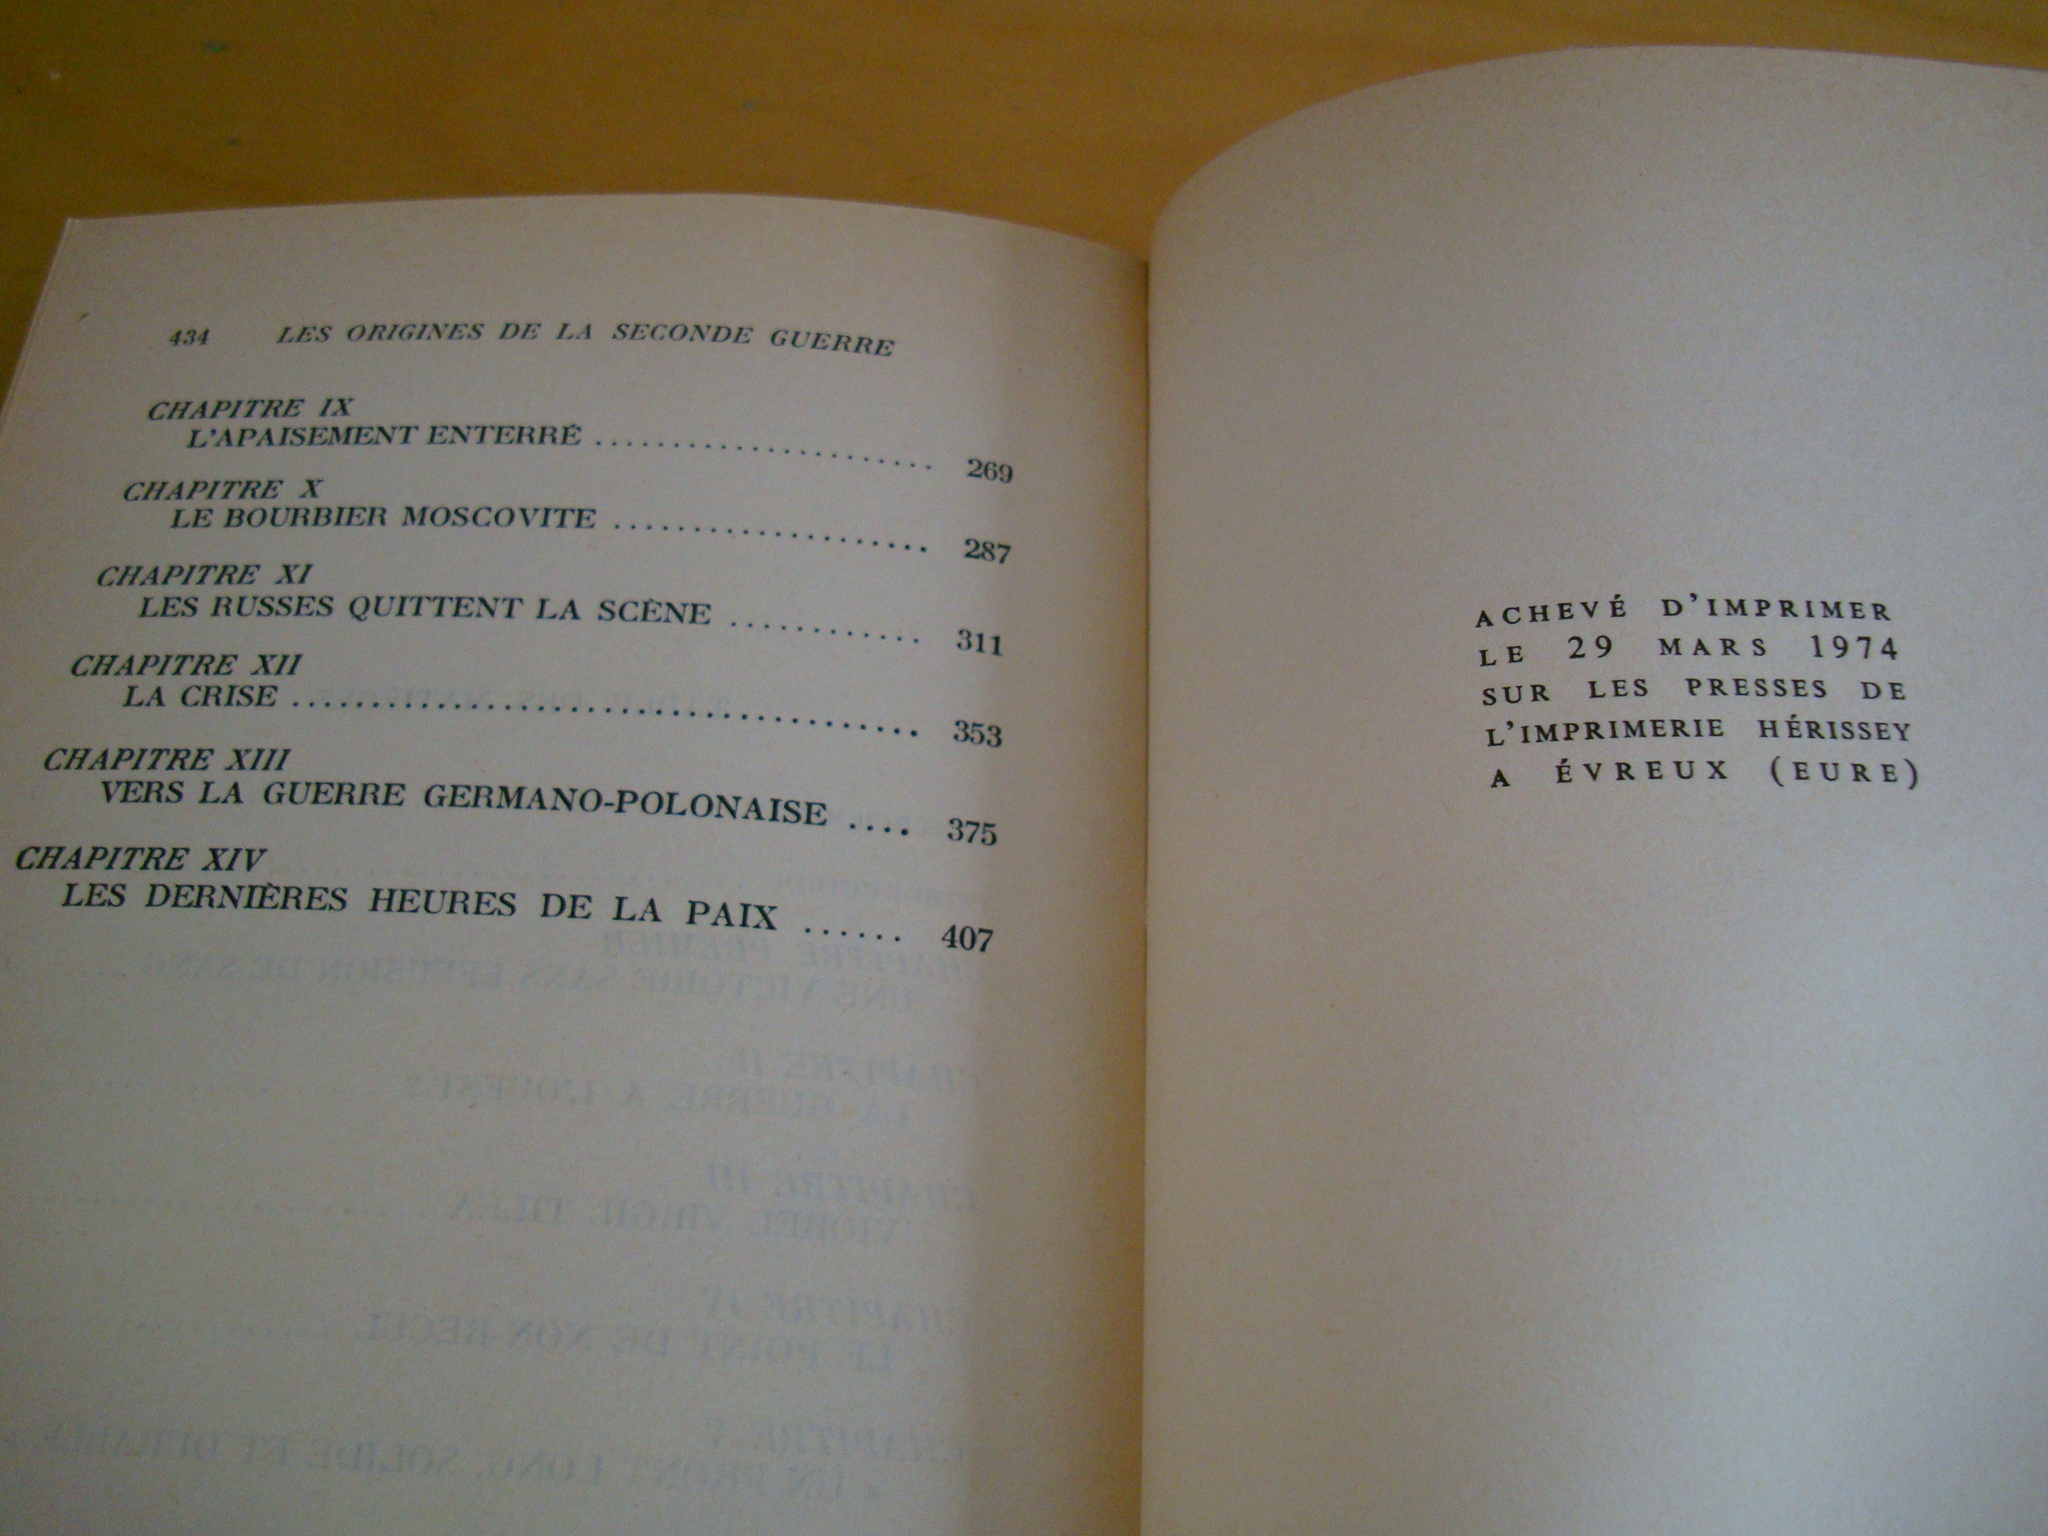 434 LES ORIGINES DE LA SECONDE GUERRE
CHAPITRE IX
L'APAISEMENT ENTERRÉ .................... 269
CHAPITRE X
LE BOURBIER MOSCOVITE ................... 287
CHAPITRE XI
LES RUSSES QUITTENT LA SCÈNE ............ 311
CHAPITRE XII
LA CRISE ...................................... 353
CHAPITRE XIII
VERS LA GUERRE GERMANO-POLONAISE .... 375
CHAPITRE XIV
LES DERNIÈRES HEURES DE LA PAIX ...... 407
ACHEVÉ D'IMPRIMER
LE 29 MARS 1974
SUR LES PRESSES DE
L'IMPRIMERIE HÉRISSEY
A ÉVREUX (EURE)